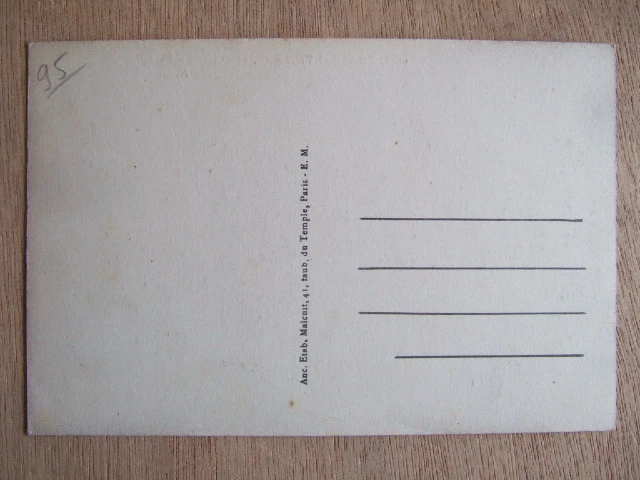 95
Anc. Etab. Malcuit, 41, faub. du Temple, Paris - E. M.